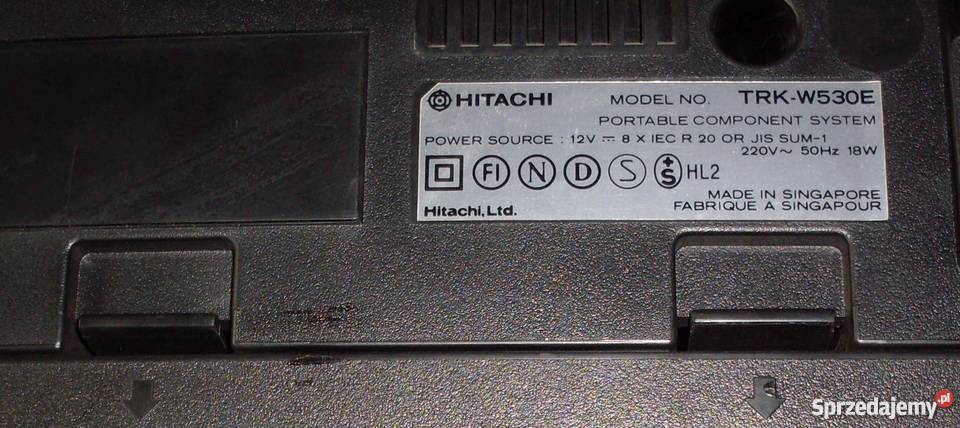 HITACHI MODEL NO. TRK-W530E
PORTABLE COMPONENT SYSTEM
POWER SOURCE : 12V ⎓ 8 X IEC R 20 OR JIS SUM-1
220V~ 50Hz 18W
FI N D S +S HL2
MADE IN SINGAPORE
FABRIQUE A SINGAPOUR
Hitachi, Ltd.
Sprzedajemy.pl